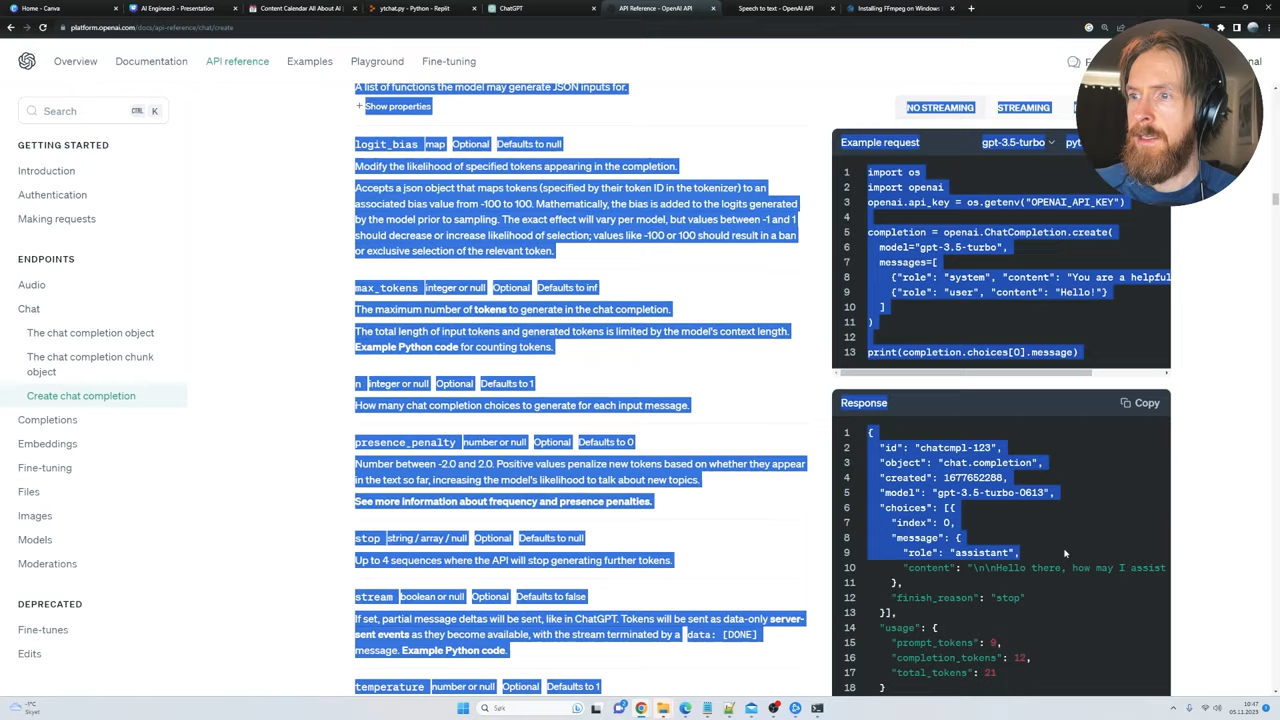 Home - Canva
AI Engineer3 - Presentation
Content Calendar All About AI
ytchat.py - Python - Replit
ChatGPT
API Reference - OpenAI API
Speech to text - OpenAI API
Installing FFmpeg on Windows
platform.openai.com/docs/api-reference/chat/create
Overview
Documentation
API reference
Examples
Playground
Fine-tuning
Search
CTRL K
GETTING STARTED
Introduction
Authentication
Making requests
ENDPOINTS
Audio
Chat
The chat completion object
The chat completion chunk
object
Create chat completion
Completions
Embeddings
Fine-tuning
Files
Images
Models
Moderations
DEPRECATED
Fine-tunes
Edits
A list of functions the model may generate JSON inputs for.
+ Show properties
logit_bias map Optional Defaults to null
Modify the likelihood of specified tokens appearing in the completion.
Accepts a json object that maps tokens (specified by their token ID in the tokenizer) to an
associated bias value from -100 to 100. Mathematically, the bias is added to the logits generated
by the model prior to sampling. The exact effect will vary per model, but values between -1 and 1
should decrease or increase likelihood of selection; values like -100 or 100 should result in a ban
or exclusive selection of the relevant token.
max_tokens integer or null Optional Defaults to inf
The maximum number of tokens to generate in the chat completion.
The total length of input tokens and generated tokens is limited by the model's context length.
Example Python code for counting tokens.
n integer or null Optional Defaults to 1
How many chat completion choices to generate for each input message.
presence_penalty number or null Optional Defaults to 0
Number between -2.0 and 2.0. Positive values penalize new tokens based on whether they appear
in the text so far, increasing the model's likelihood to talk about new topics.
See more information about frequency and presence penalties.
stop string / array / null Optional Defaults to null
Up to 4 sequences where the API will stop generating further tokens.
stream boolean or null Optional Defaults to false
If set, partial message deltas will be sent, like in ChatGPT. Tokens will be sent as data-only server-
sent events as they become available, with the stream terminated by a data: [DONE]
message. Example Python code.
temperature number or null Optional Defaults to 1
NO STREAMING
STREAMING
Example request gpt-3.5-turbo
1 import os
2 import openai
3 openai.api_key = os.getenv("OPENAI_API_KEY")
4
5 completion = openai.ChatCompletion.create(
6 model="gpt-3.5-turbo",
7 messages=[
8 {"role": "system", "content": "You are a helpful
9 {"role": "user", "content": "Hello!"}
10 ]
11 )
12
13 print(completion.choices[0].message)
Response
Copy
1 {
2 "id": "chatcmpl-123",
3 "object": "chat.completion",
4 "created": 1677652288,
5 "model": "gpt-3.5-turbo-0613",
6 "choices": [{
7 "index": 0,
8 "message": {
9 "role": "assistant",
10 "content": "\n\nHello there, how may I assist
11 },
12 "finish_reason": "stop"
13 }],
14 "usage": {
15 "prompt_tokens": 9,
16 "completion_tokens": 12,
17 "total_tokens": 21
18 }
-1°C
Skyet
Søk
10:47
05.11.2023